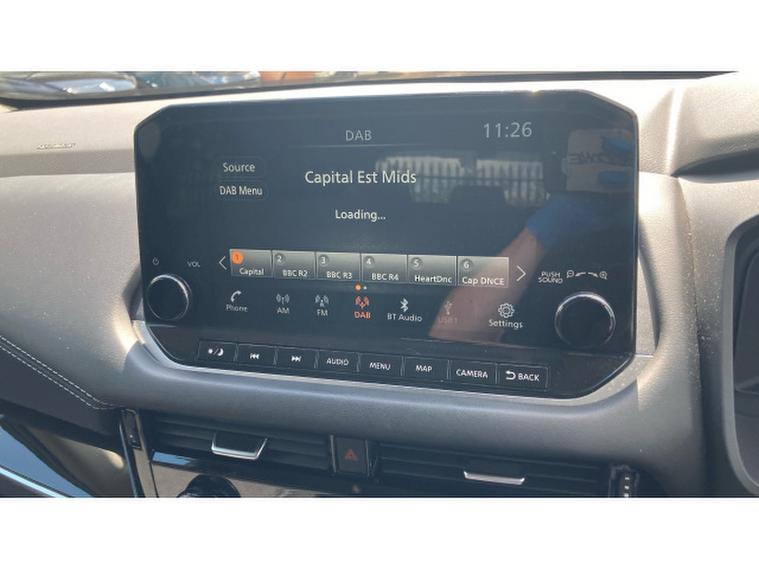 DAB
11:26
Source
Capital Est Mids
DAB Menu
Loading...
1 2 3 4 5 6
Capital BBC R2 BBC R3 BBC R4 HeartDnc Cap DNCE
VOL
PUSH
SOUND
Phone AM FM DAB BT Audio USB1 Settings
AUDIO MENU MAP CAMERA BACK